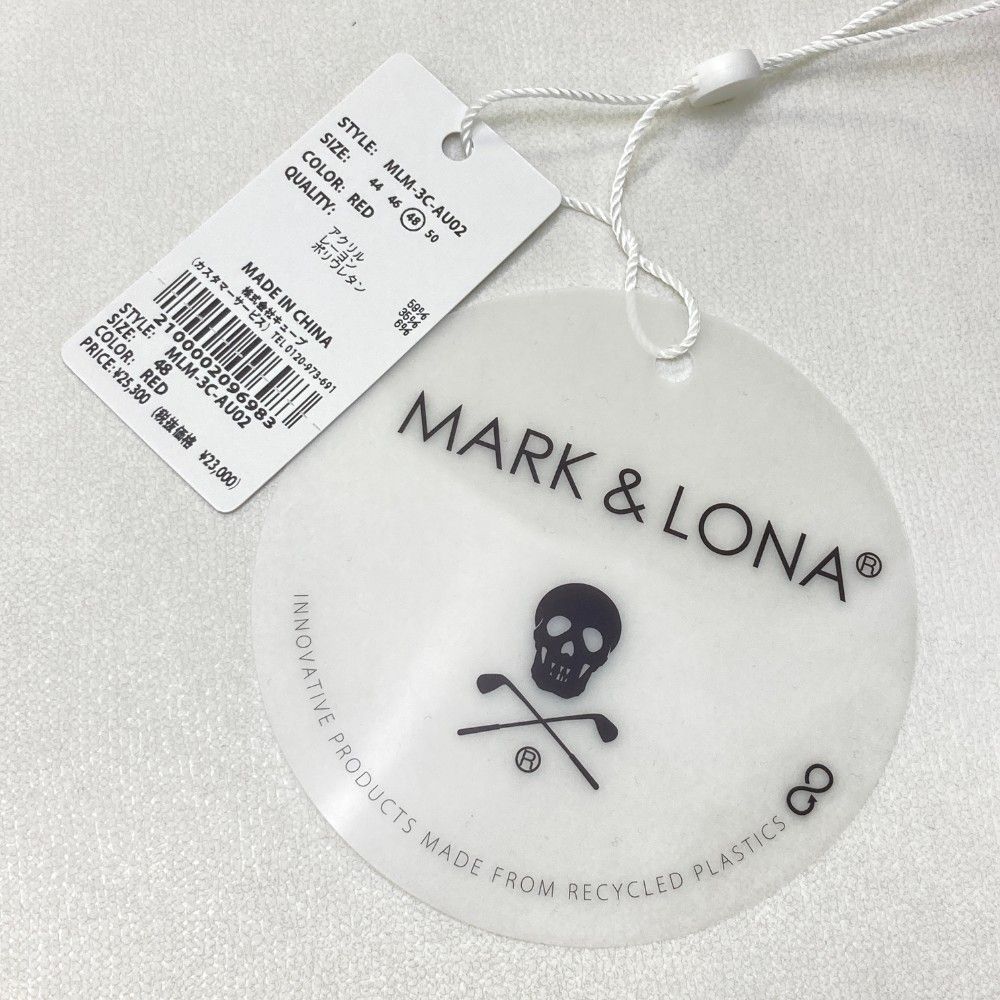 STYLE: MLM-3C-AU02
SIZE: 44 46 48 50
COLOR: RED
QUALITY:
アクリル 59%
レーヨン 35%
ポリウレタン 6%
MADE IN CHINA
株式会社キューブ
(カスタマーサービス) TEL 0120-973-691
2100002096983
STYLE: MLM-3C-AU02
SIZE: 48
COLOR: RED
PRICE: ¥25,300 (税抜価格 ¥23,000)
MARK & LONA®
®
INNOVATIVE PRODUCTS MADE FROM RECYCLED PLASTICS